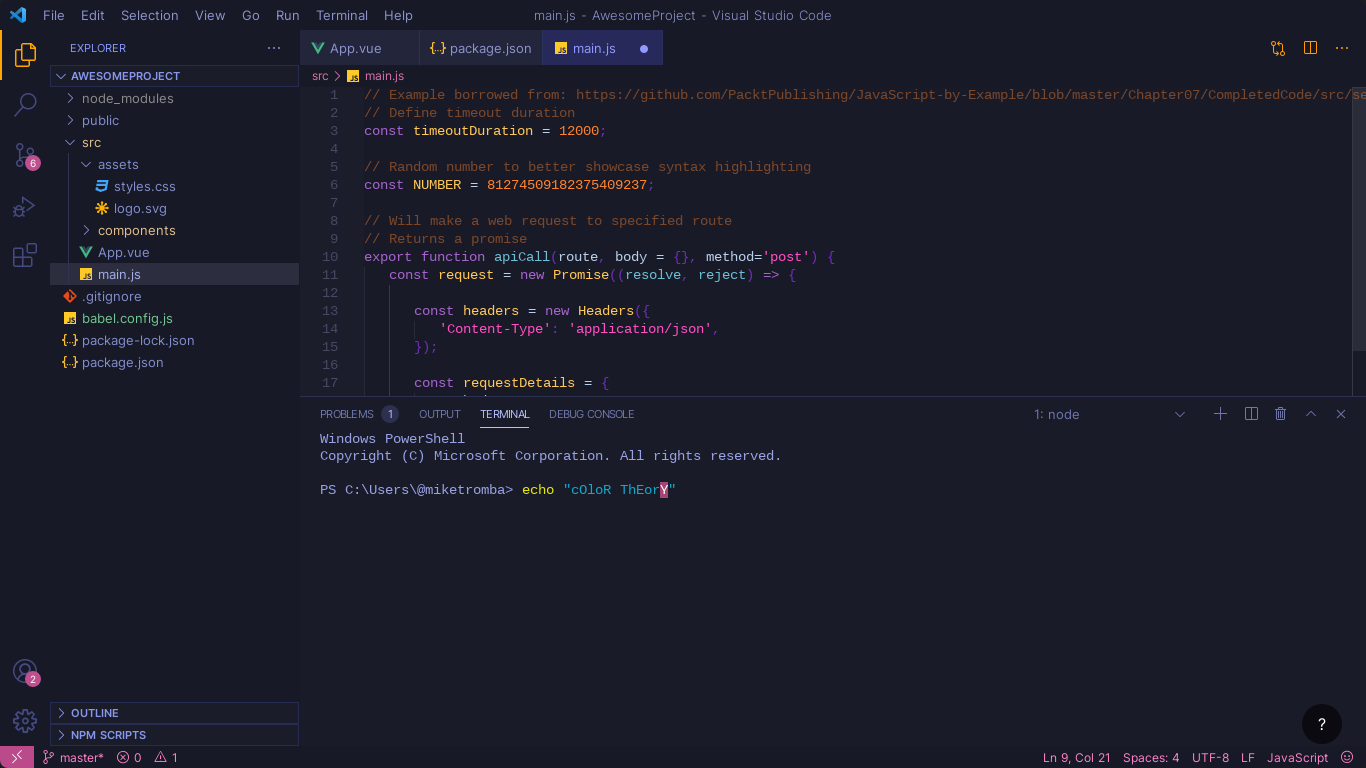 File Edit Selection View Go Run Terminal Help main.js - AwesomeProject - Visual Studio Code
EXPLORER ···
AWESOMEPROJECT
node_modules
public
src
assets
styles.css
logo.svg
components
App.vue
main.js
.gitignore
babel.config.js
package-lock.json
package.json
OUTLINE
NPM SCRIPTS
6
2
App.vue {..} package.json JS main.js
src > JS main.js
1 // Example borrowed from: https://github.com/PacktPublishing/JavaScript-by-Example/blob/master/Chapter07/CompletedCode/src/se
2 // Define timeout duration
3 const timeoutDuration = 12000;
4
5 // Random number to better showcase syntax highlighting
6 const NUMBER = 81274509182375409237;
7
8 // Will make a web request to specified route
9 // Returns a promise
10 export function apiCall(route, body = {}, method='post') {
11 const request = new Promise((resolve, reject) => {
12
13 const headers = new Headers({
14 'Content-Type': 'application/json',
15 });
16
17 const requestDetails = {
PROBLEMS 1 OUTPUT TERMINAL DEBUG CONSOLE 1: node
Windows PowerShell
Copyright (C) Microsoft Corporation. All rights reserved.
PS C:\Users\@miketromba> echo "cOloR ThEorY"
?
master* 0 1 Ln 9, Col 21 Spaces: 4 UTF-8 LF JavaScript